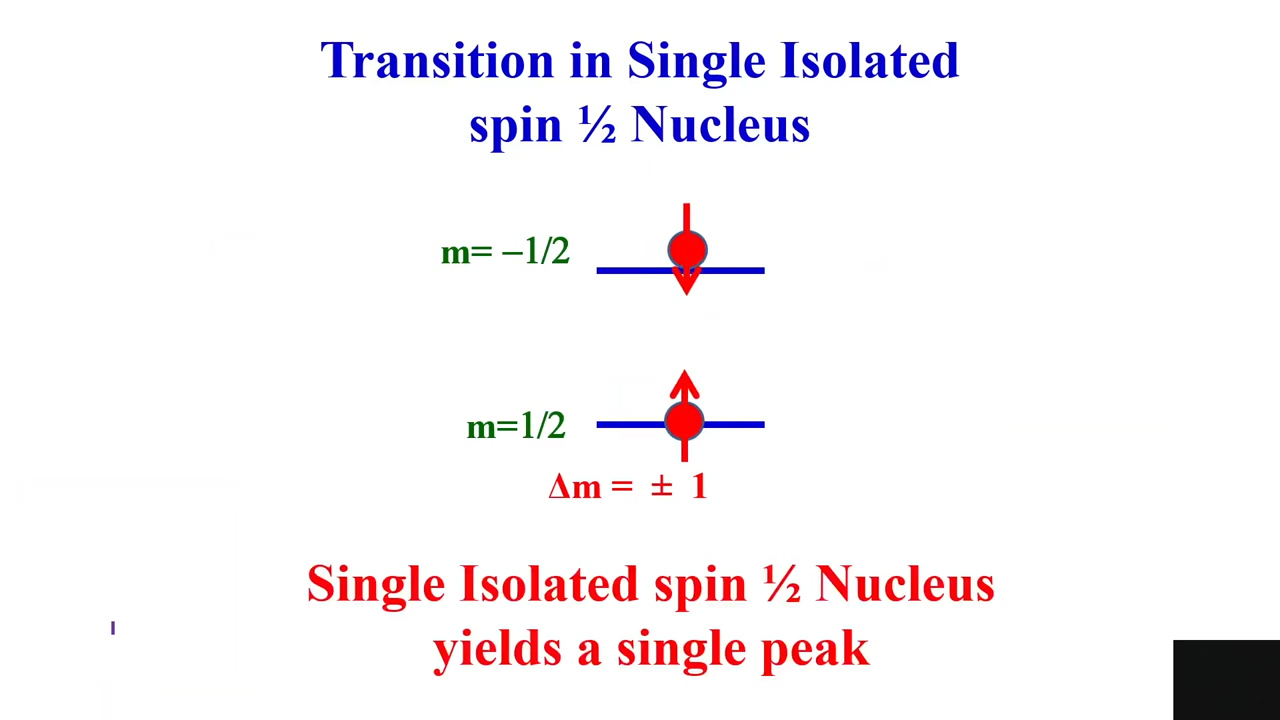 Transition in Single Isolated
spin ½ Nucleus
m= −1/2
m=1/2
Δm = ± 1
Single Isolated spin ½ Nucleus
yields a single peak
I